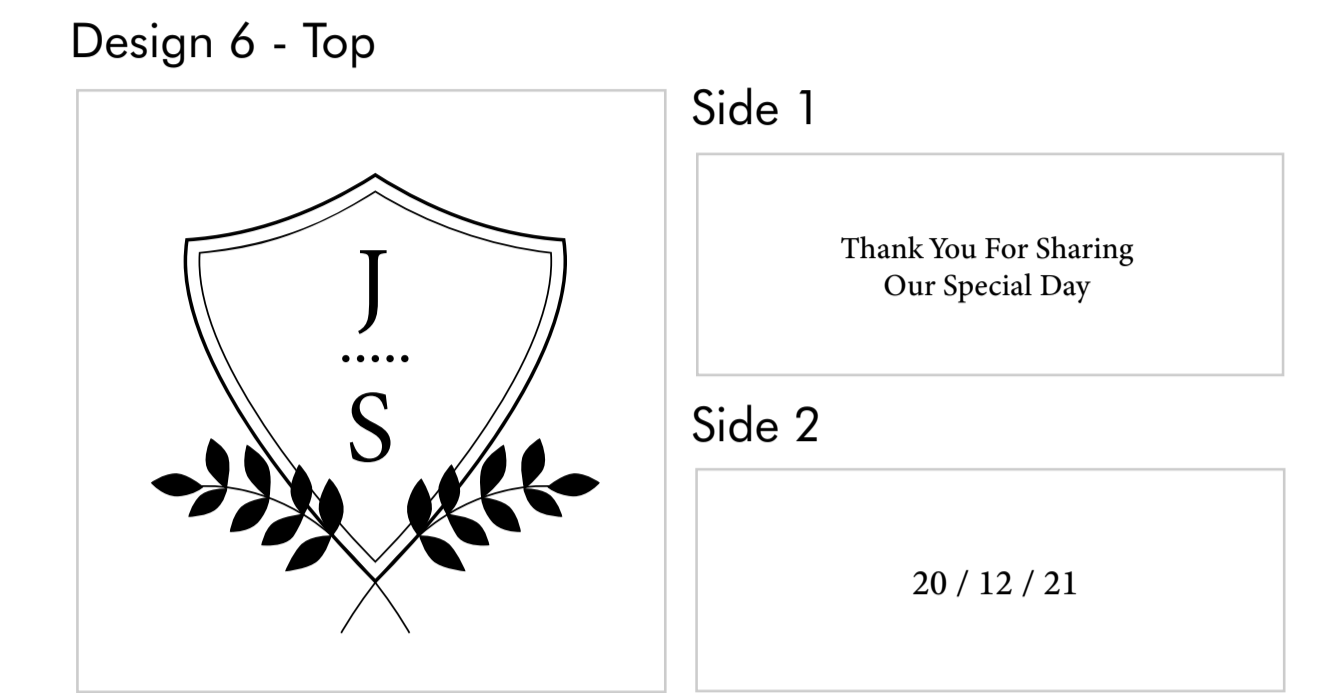 Design 6 - Top
J
S
Side 1
Thank You For Sharing
Our Special Day
Side 2
20 / 12 / 21